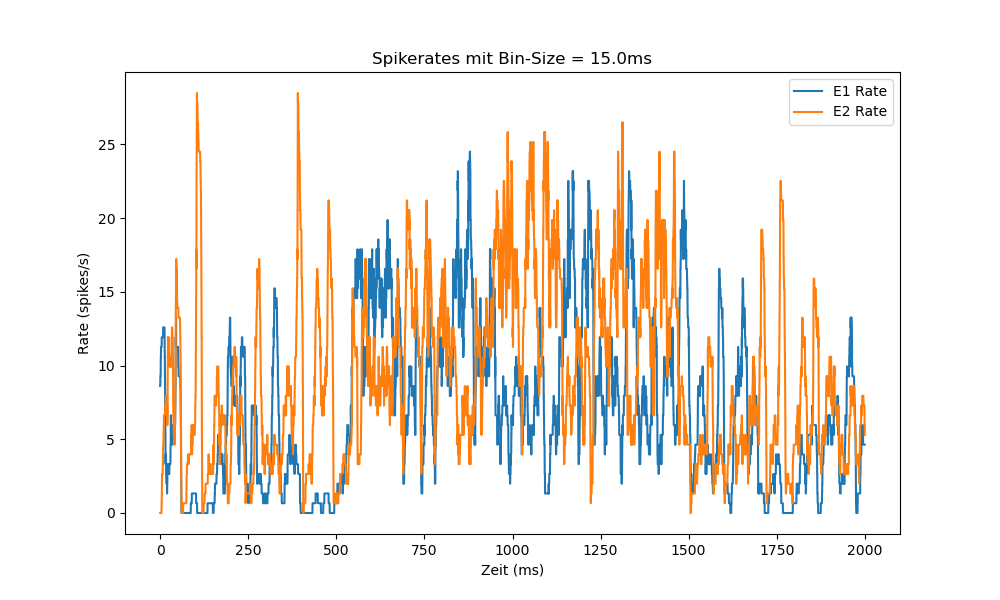 Spikerates mit Bin-Size = 15.0ms
E1 Rate
E2 Rate
Rate (spikes/s)
25
20
15
10
5
0
0 250 500 750 1000 1250 1500 1750 2000
Zeit (ms)